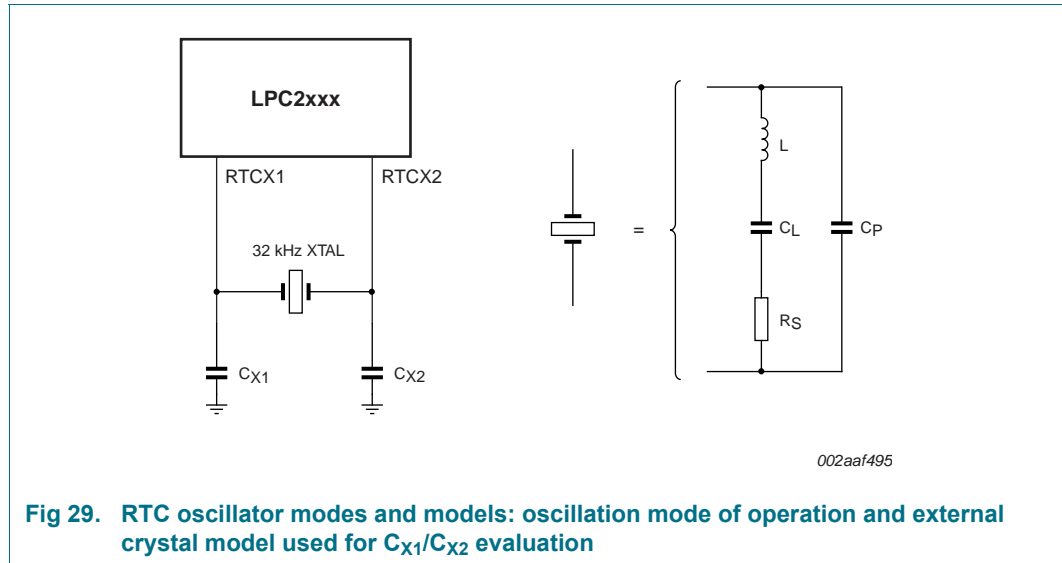 LPC2xxx
RTCX1
RTCX2
32 kHz XTAL
CX1
CX2
=
L
CL
CP
RS
002aaf495
Fig 29. RTC oscillator modes and models: oscillation mode of operation and external
crystal model used for CX1/CX2 evaluation